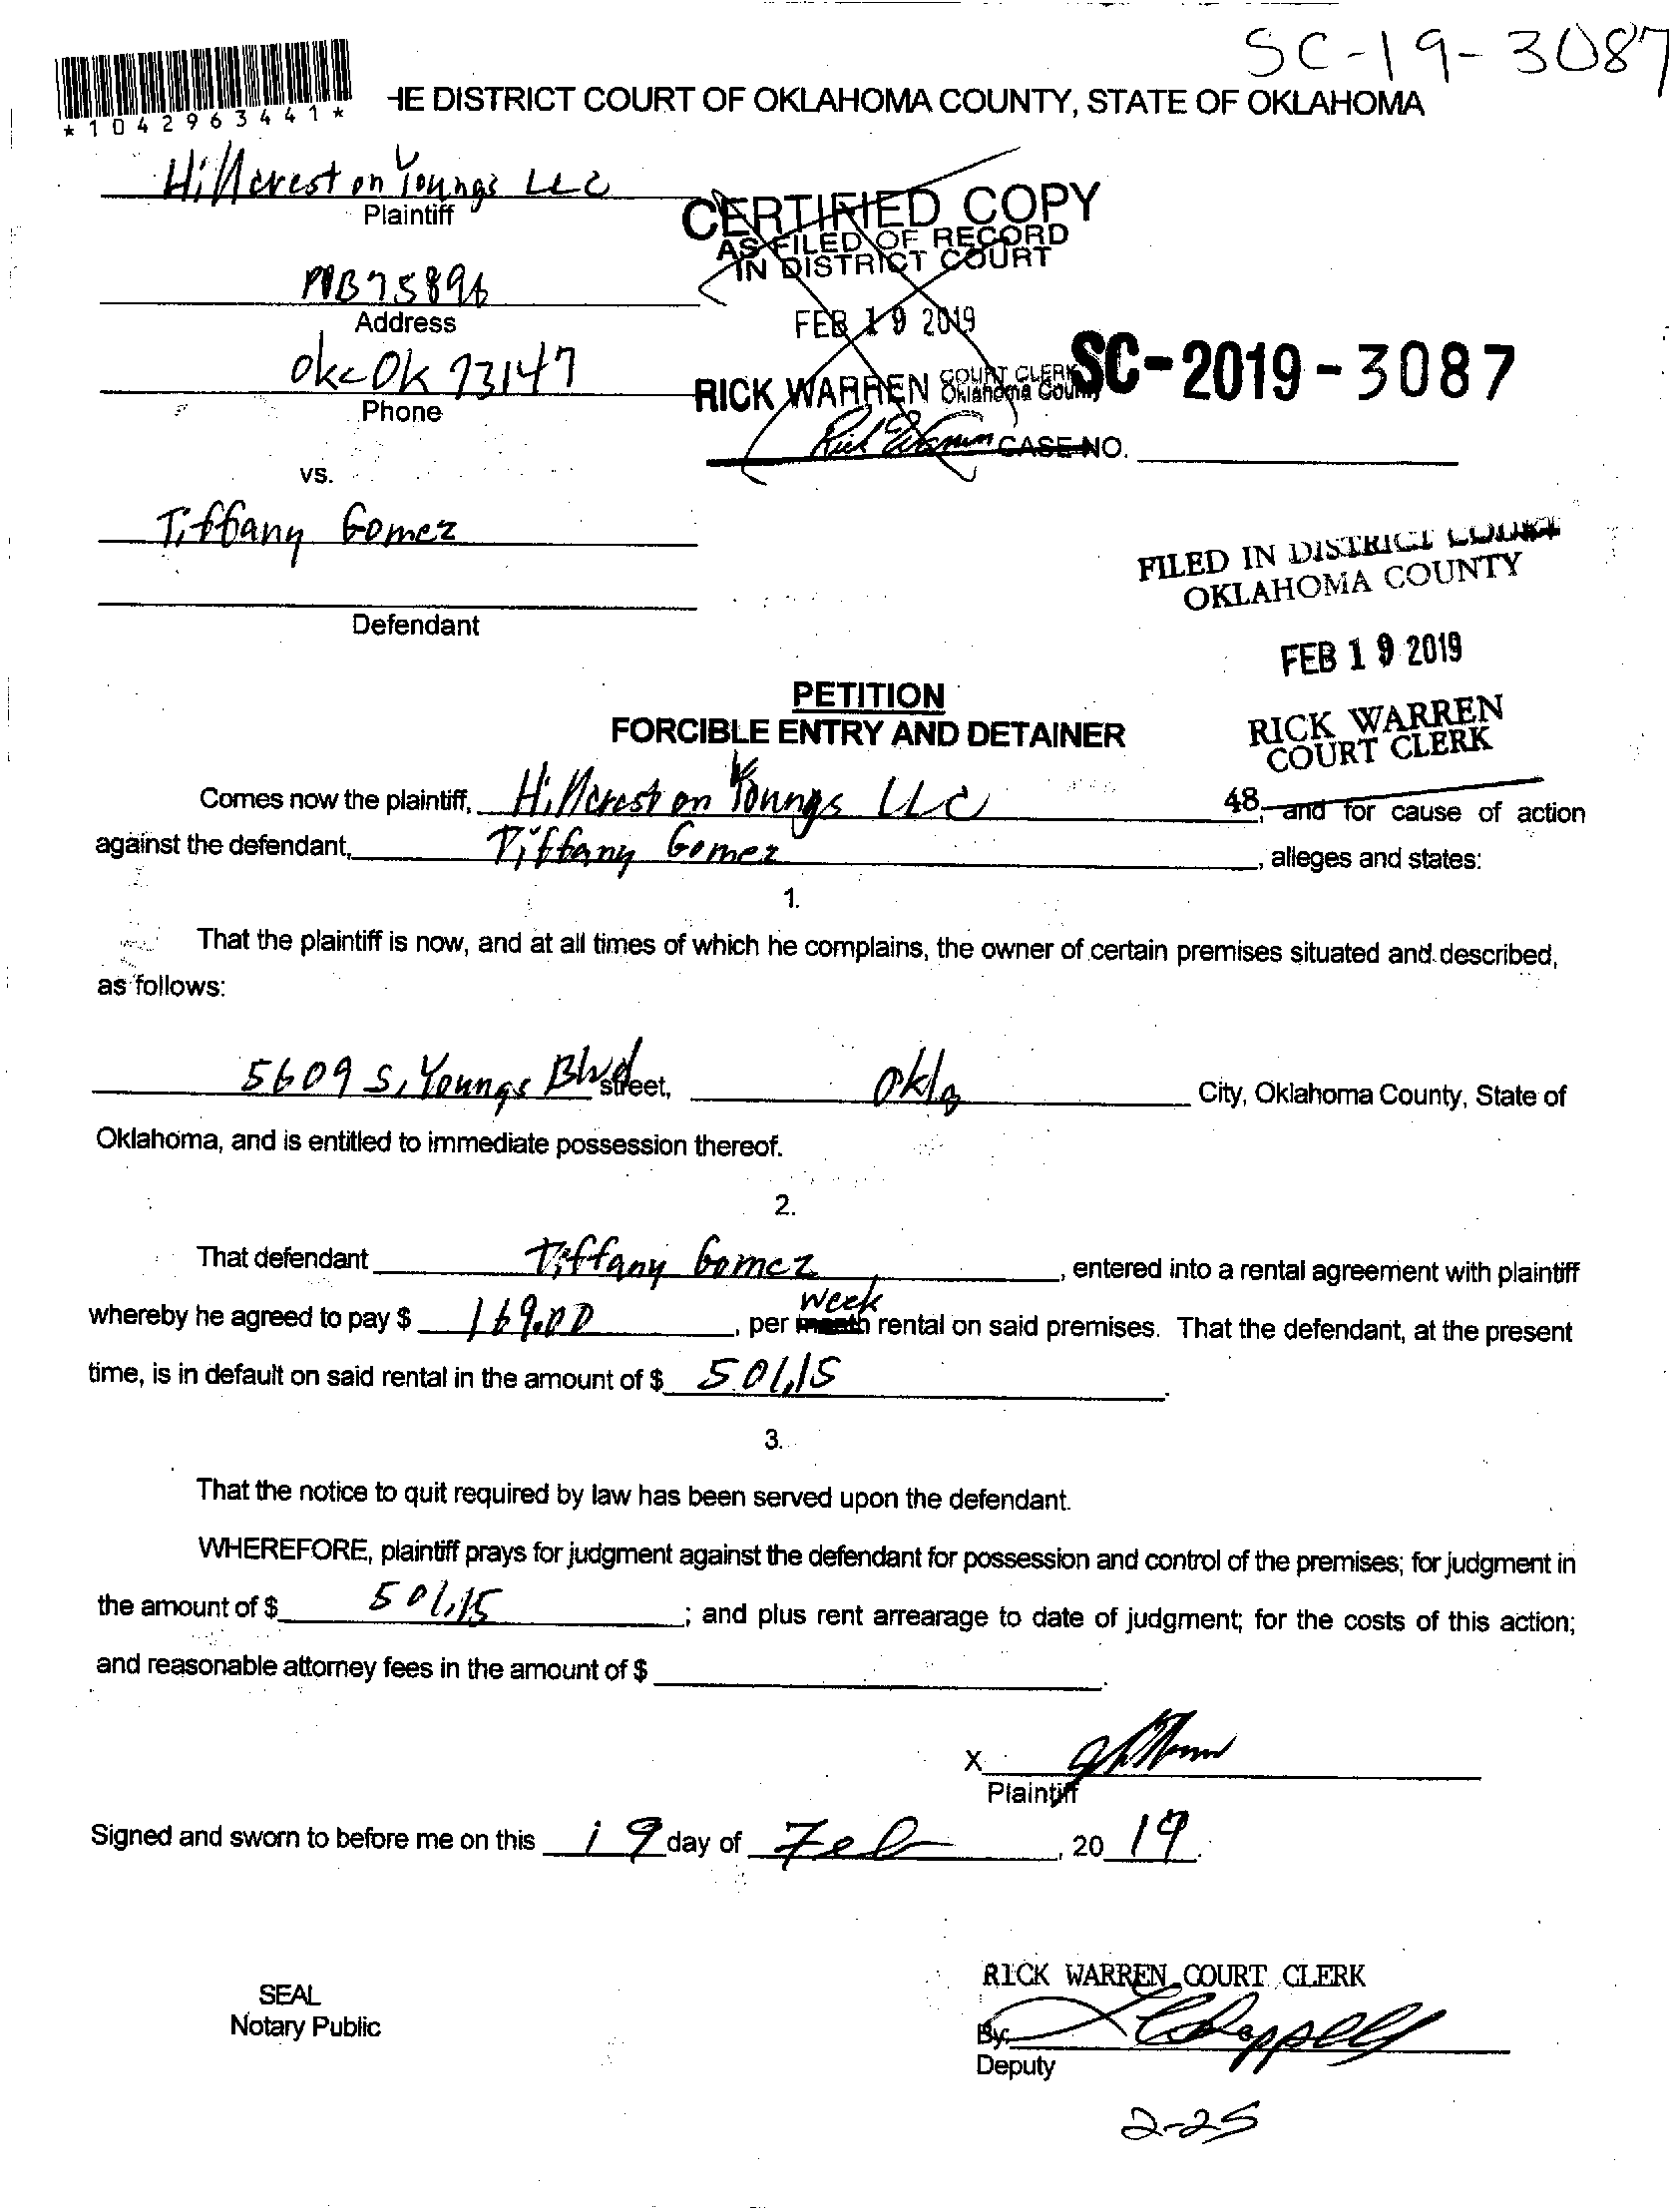 SC-19-3087
*1042963441*
HE DISTRICT COURT OF OKLAHOMA COUNTY, STATE OF OKLAHOMA
Hillcrest on Youngs LLC
Plaintiff
CERTIFIED COPY
AS FILED OF RECORD
IN DISTRICT COURT
FEB 19 2019
RICK WARREN COURT CLERK
Oklahoma County
Rick Warren
75896
Address
SC-2019-3087
okc Ok 73147
Phone
CASE NO.
vs.
Tiffany Gomez
FILED IN DISTRICT COURT
OKLAHOMA COUNTY
Defendant
FEB 19 2019
PETITION
FORCIBLE ENTRY AND DETAINER
RICK WARREN
COURT CLERK
48
Comes now the plaintiff, Hillcrest on Youngs LLC , and for cause of action
against the defendant, Tiffany Gomez , alleges and states:
1.
That the plaintiff is now, and at all times of which he complains, the owner of certain premises situated and described,
as follows:
5609 S. Youngs Blvd street, Okla City, Oklahoma County, State of
Oklahoma, and is entitled to immediate possession thereof.
2.
That defendant Tiffany Gomez , entered into a rental agreement with plaintiff
week
whereby he agreed to pay $ 169.00 , per month rental on said premises. That the defendant, at the present
time, is in default on said rental in the amount of $ 501.15 .
3.
That the notice to quit required by law has been served upon the defendant.
WHEREFORE, plaintiff prays for judgment against the defendant for possession and control of the premises; for judgment in
the amount of $ 501.15 ; and plus rent arrearage to date of judgment; for the costs of this action;
and reasonable attorney fees in the amount of $ .
X
Plaintiff
Signed and sworn to before me on this 19 day of Feb , 20 19.
RICK WARREN, COURT CLERK
SEAL
Notary Public
By:
Deputy
2-25